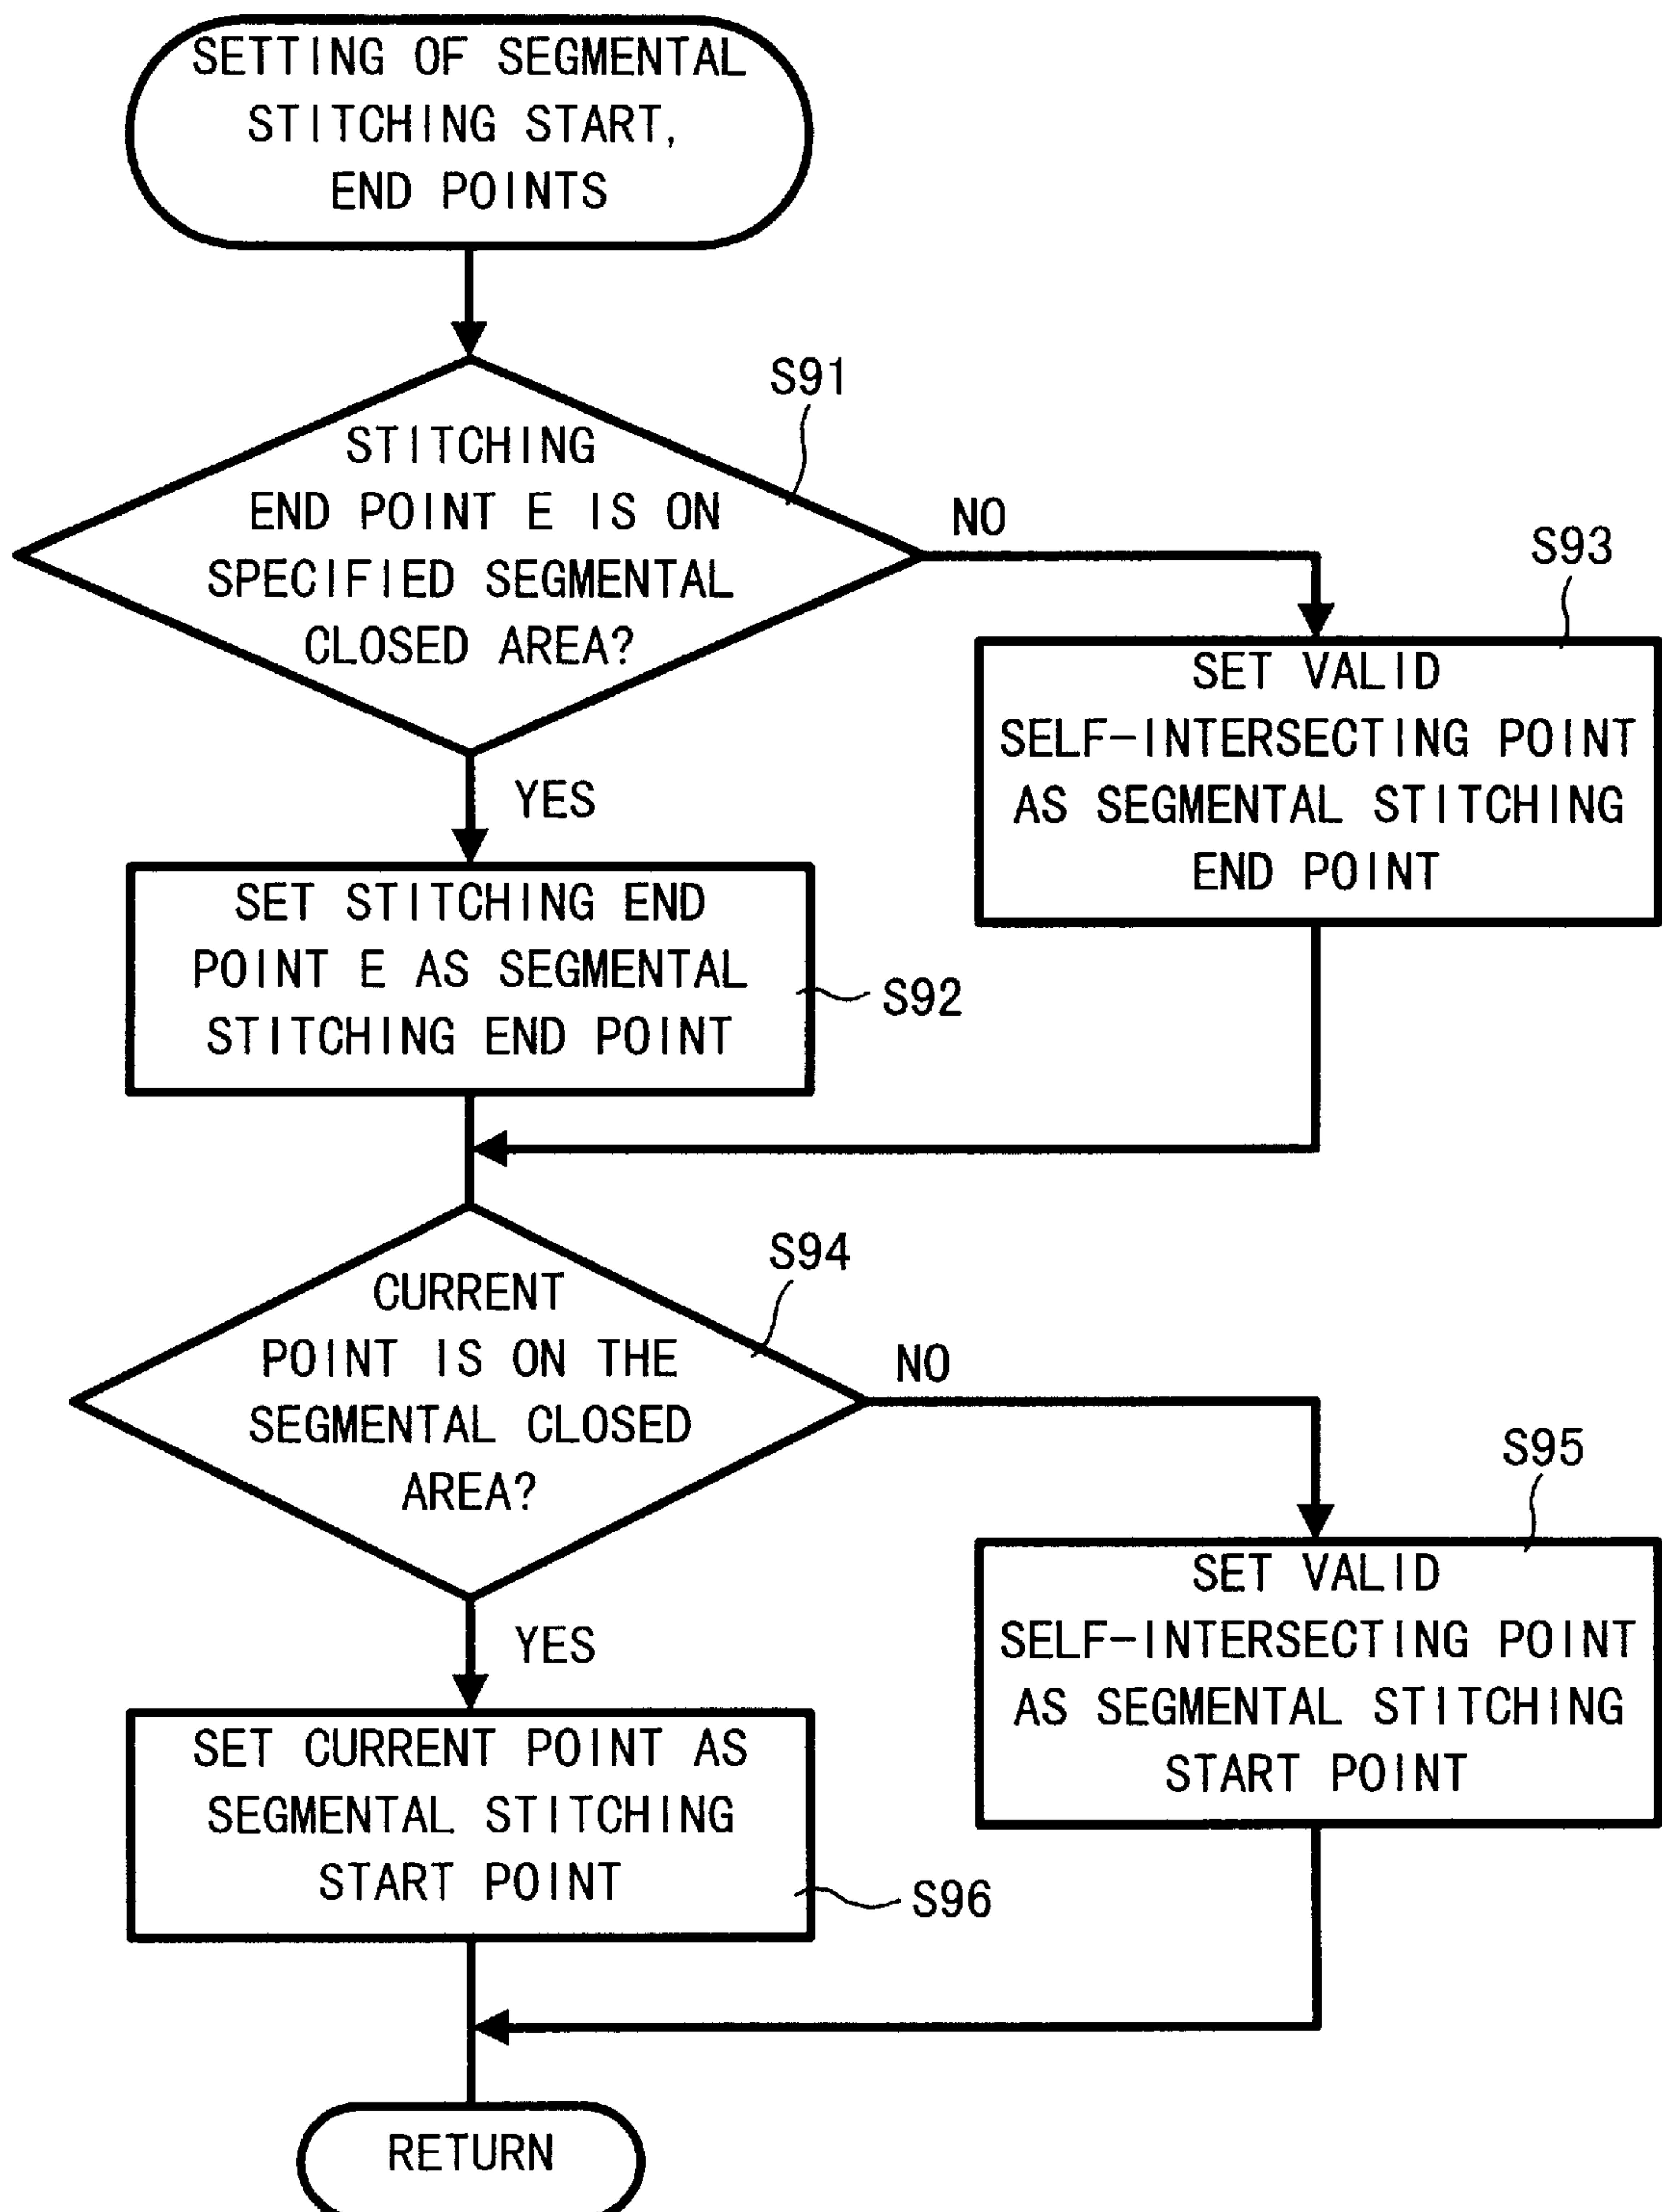 SETTING OF SEGMENTAL
STITCHING START,
END POINTS
S91
STITCHING
END POINT E IS ON
SPECIFIED SEGMENTAL
CLOSED AREA?
NO
YES
S93
SET VALID
SELF-INTERSECTING POINT
AS SEGMENTAL STITCHING
END POINT
SET STITCHING END
POINT E AS SEGMENTAL
STITCHING END POINT
S92
S94
CURRENT
POINT IS ON THE
SEGMENTAL CLOSED
AREA?
NO
YES
S95
SET VALID
SELF-INTERSECTING POINT
AS SEGMENTAL STITCHING
START POINT
SET CURRENT POINT AS
SEGMENTAL STITCHING
START POINT
S96
RETURN